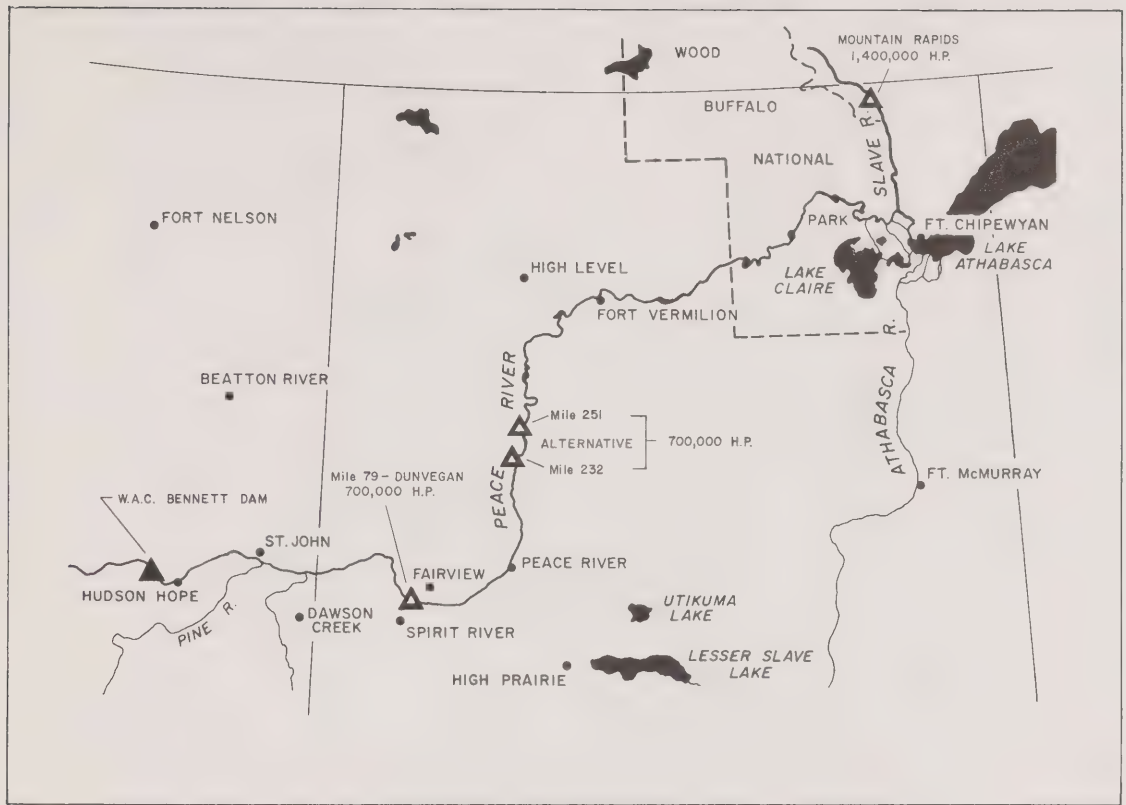 MOUNTAIN RAPIDS
1,400,000 H.P.
WOOD
BUFFALO
NATIONAL
PARK
SLAVE R.
FORT NELSON
FT. CHIPEWYAN
LAKE
ATHABASCA
HIGH LEVEL
LAKE
CLAIRE
FORT VERMILION
ATHABASCA R.
BEATTON RIVER
PEACE RIVER
Mile 251
ALTERNATIVE
700,000 H.P.
Mile 232
Mile 79 - DUNVEGAN
700,000 H.P.
FT. McMURRAY
W.A.C. BENNETT DAM
ST. JOHN
FAIRVIEW
PEACE RIVER
HUDSON HOPE
PINE R.
DAWSON
CREEK
SPIRIT RIVER
UTIKUMA
LAKE
HIGH PRAIRIE
LESSER SLAVE
LAKE